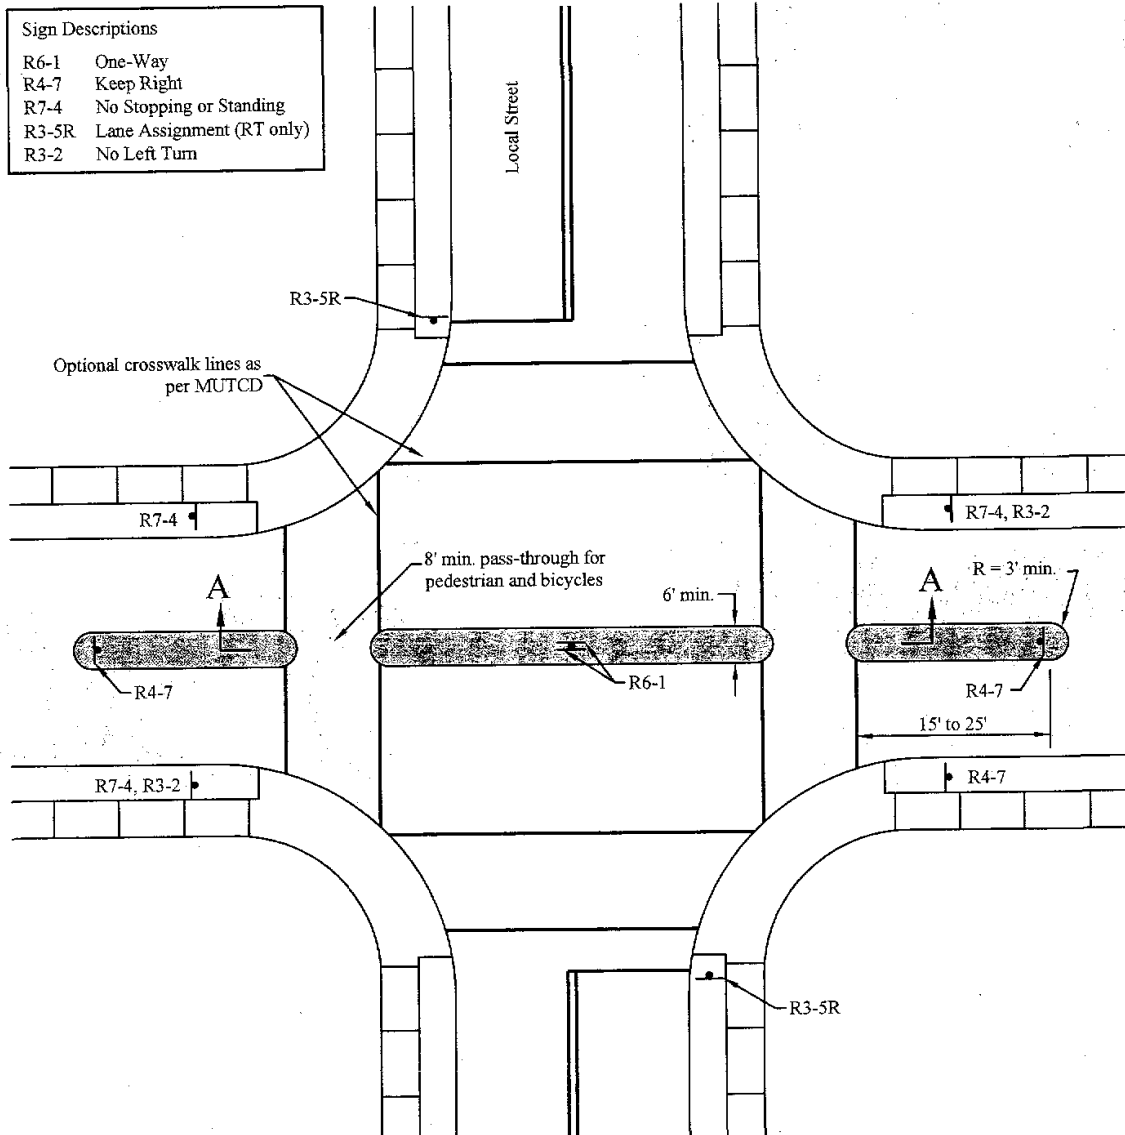 Sign Descriptions
R6-1 One-Way
R4-7 Keep Right
R7-4 No Stopping or Standing
R3-5R Lane Assignment (RT only)
R3-2 No Left Turn
Local Street
R3-5R
Optional crosswalk lines as
per MUTCD
R7-4
R7-4, R3-2
8' min. pass-through for
pedestrian and bicycles
R = 3' min.
A
A
6' min.
R4-7
R6-1
R4-7
15' to 25'
R7-4, R3-2
R4-7
R3-5R